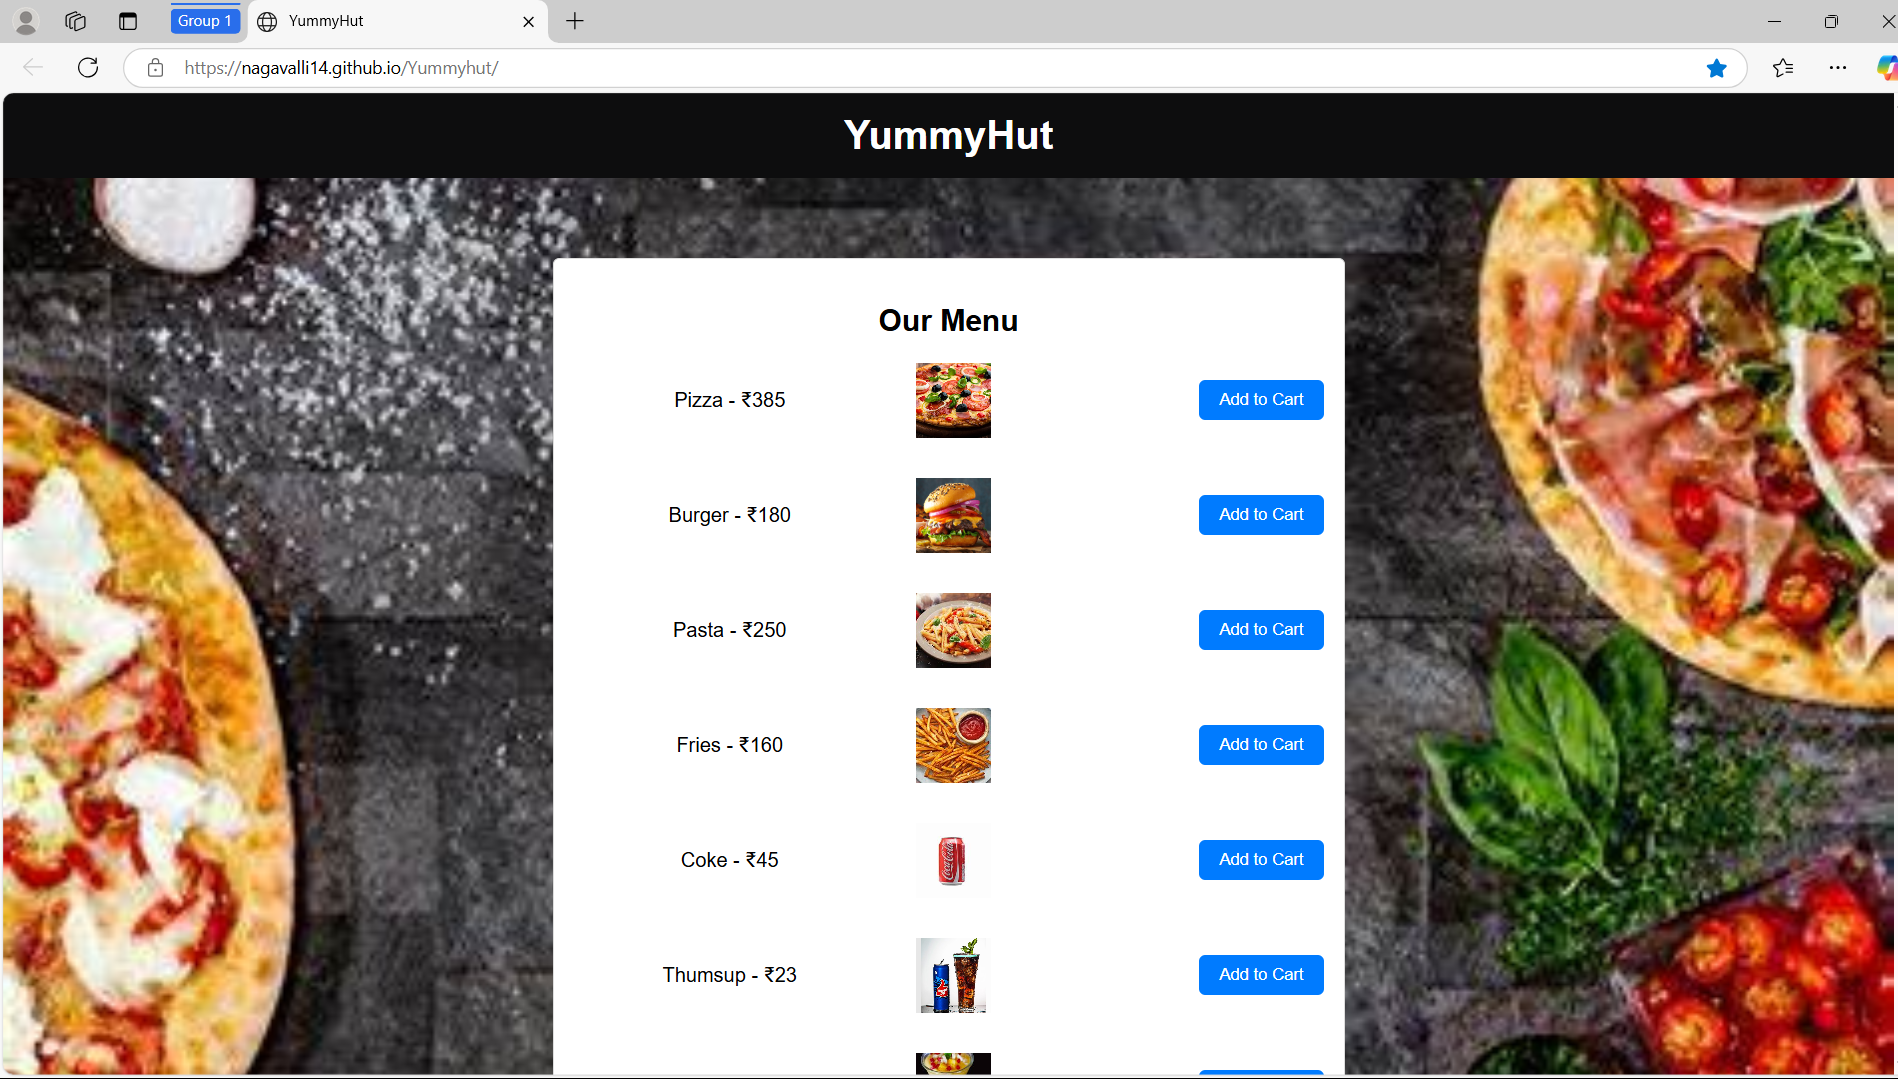 Group 1
YummyHut
https://nagavalli14.github.io/Yummyhut/
YummyHut
Our Menu
Pizza - ₹385
Add to Cart
Burger - ₹180
Add to Cart
Pasta - ₹250
Add to Cart
Fries - ₹160
Add to Cart
Coke - ₹45
Coca-Cola
Add to Cart
Thumsup - ₹23
Add to Cart